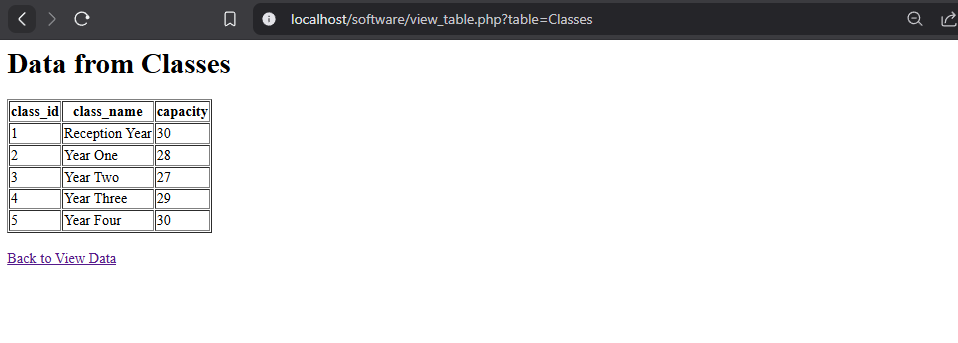 localhost/software/view_table.php?table=Classes
Data from Classes
class_id class_name capacity
1 Reception Year 30
2 Year One 28
3 Year Two 27
4 Year Three 29
5 Year Four 30
Back to View Data